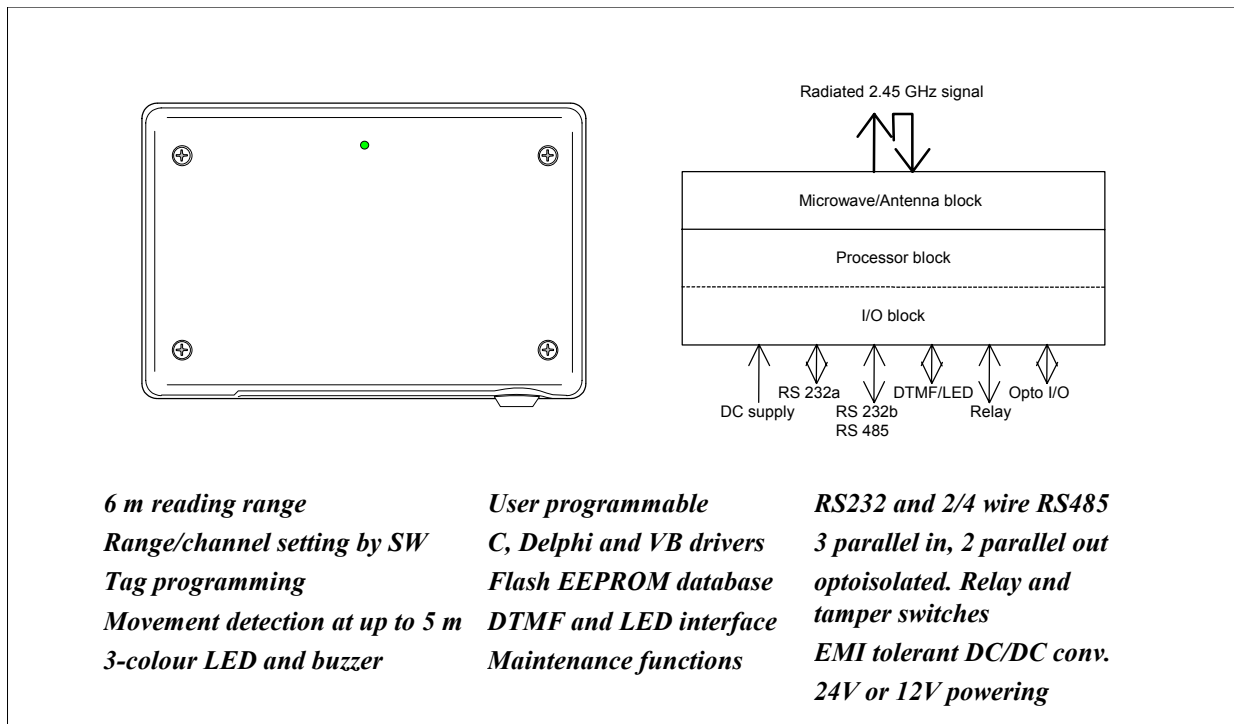 Radiated 2.45 GHz signal
Microwave/Antenna block
Processor block
I/O block
DC supply
RS 232a
RS 232b
RS 485
DTMF/LED
Relay
Opto I/O
6 m reading range
Range/channel setting by SW
Tag programming
Movement detection at up to 5 m
3-colour LED and buzzer
User programmable
C, Delphi and VB drivers
Flash EEPROM database
DTMF and LED interface
Maintenance functions
RS232 and 2/4 wire RS485
3 parallel in, 2 parallel out
optoisolated. Relay and
tamper switches
EMI tolerant DC/DC conv.
24V or 12V powering